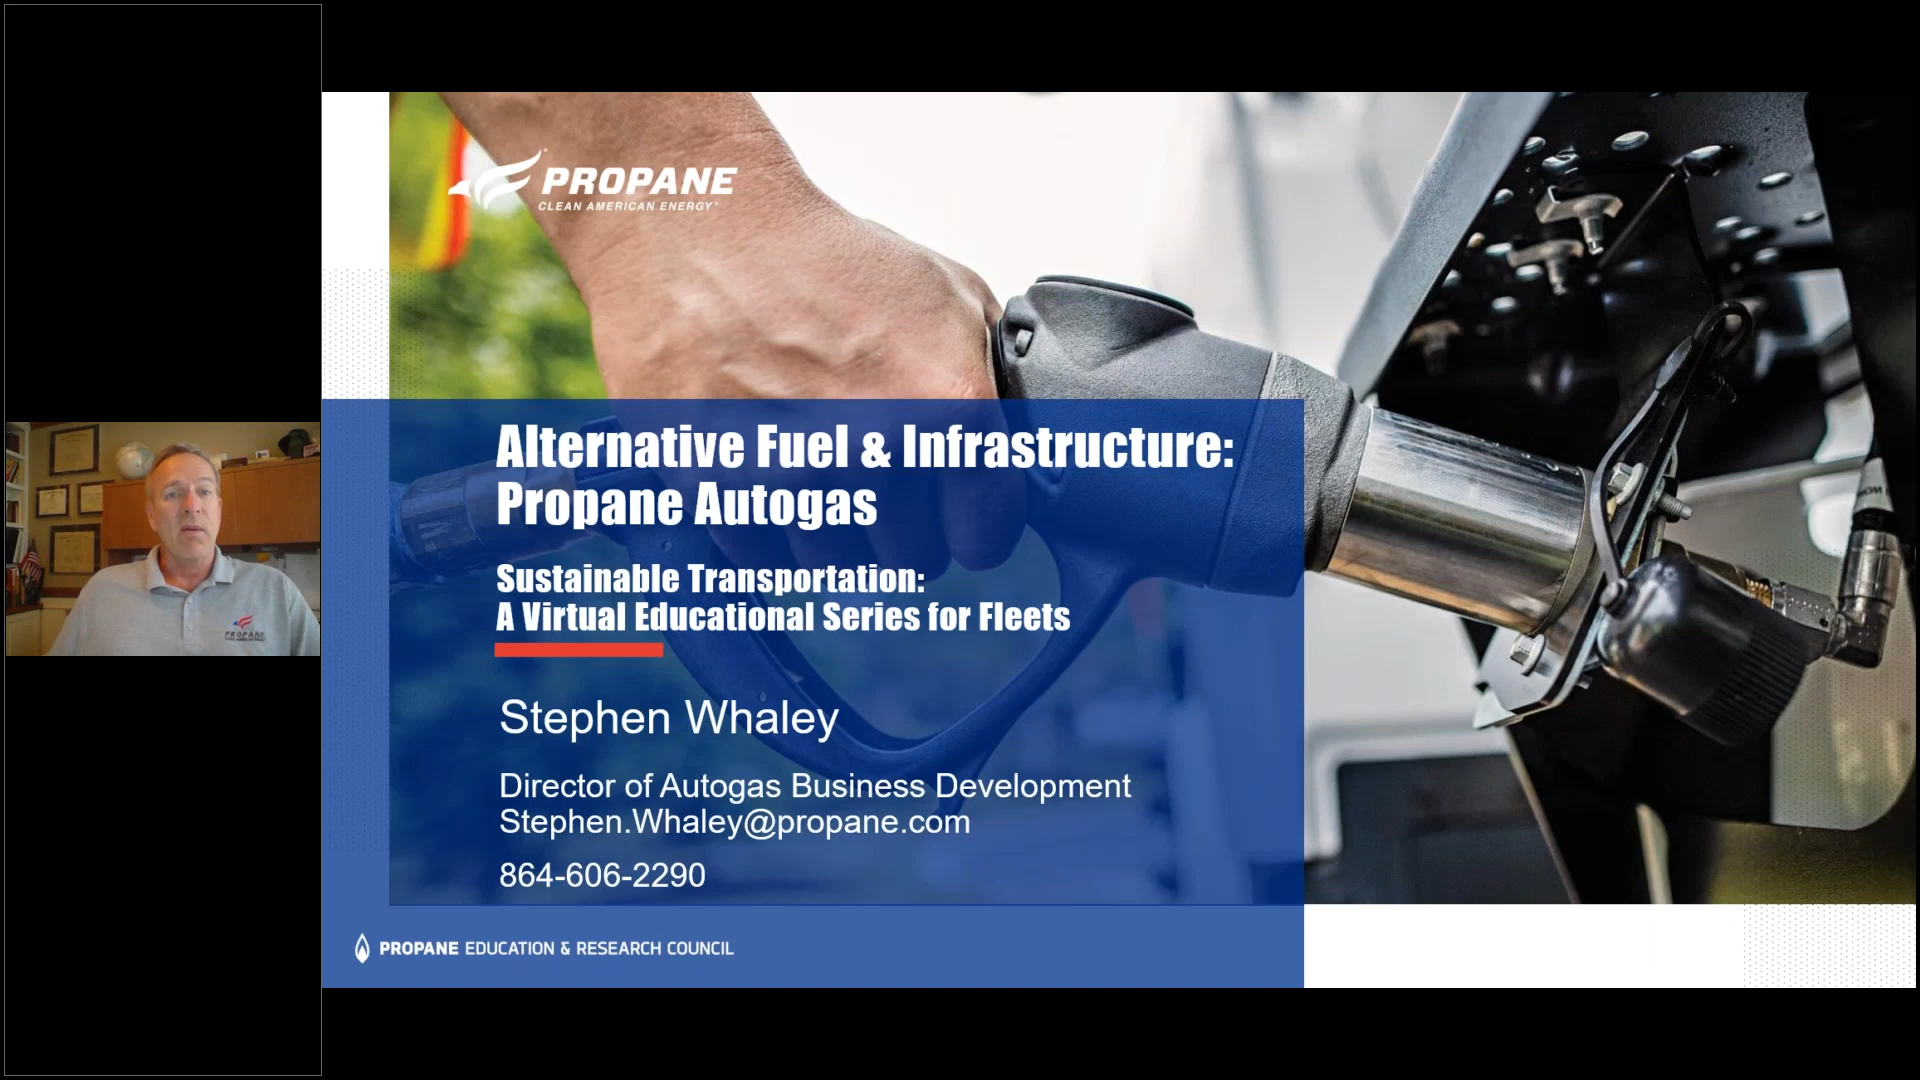 PROPANE
CLEAN AMERICAN ENERGY
Alternative Fuel & Infrastructure:
Propane Autogas
Sustainable Transportation:
A Virtual Educational Series for Fleets
Stephen Whaley
Director of Autogas Business Development
Stephen.Whaley@propane.com
864-606-2290
PROPANE EDUCATION & RESEARCH COUNCIL
PROPANE